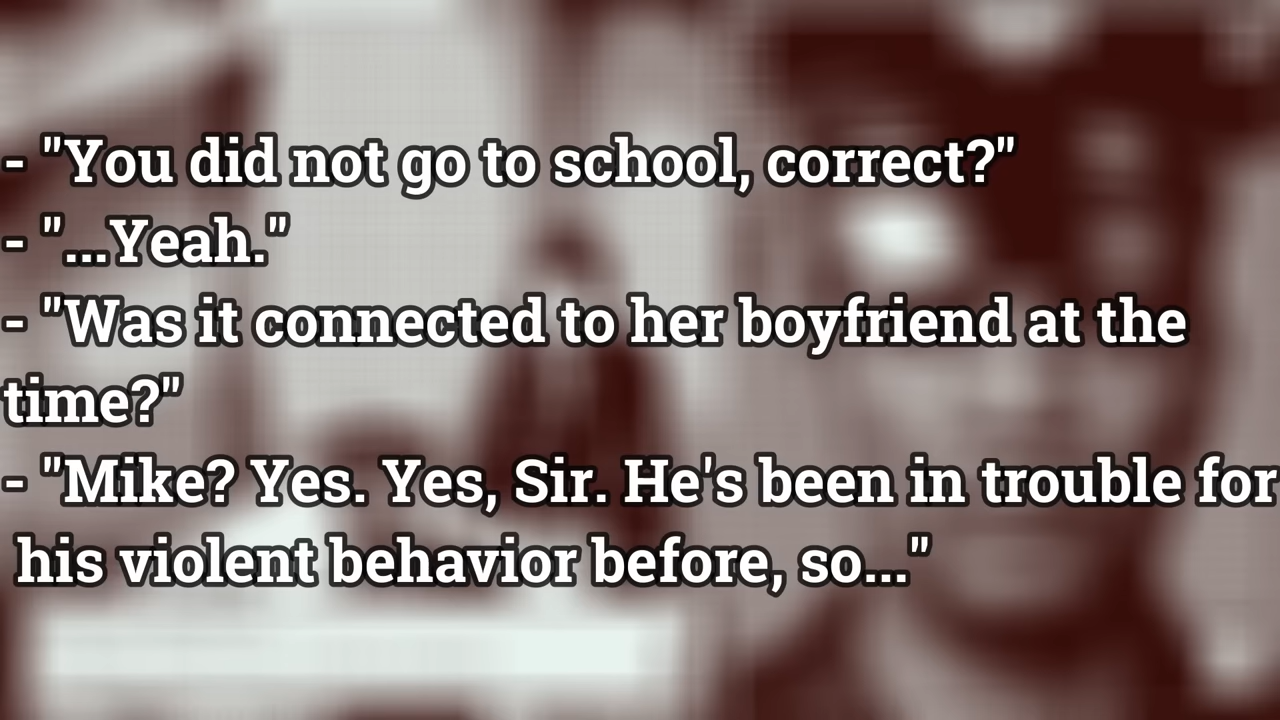 - "You did not go to school, correct?"
- "...Yeah."
- "Was it connected to her boyfriend at the
time?"
- "Mike? Yes. Yes, Sir. He's been in trouble for
his violent behavior before, so..."